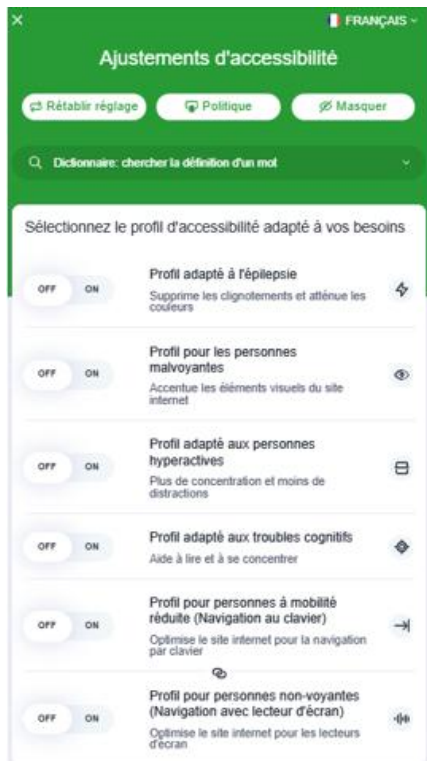 FRANÇAIS
Ajustements d'accessibilité
Rétablir réglage
Politique
Masquer
Dictionnaire: chercher la définition d'un mot
Sélectionnez le profil d'accessibilité adapté à vos besoins
OFF ON
Profil adapté à l'épilepsie
Supprime les clignotements et atténue les
couleurs
OFF ON
Profil pour les personnes
malvoyantes
Accentue les éléments visuels du site
internet
OFF ON
Profil adapté aux personnes
hyperactives
Plus de concentration et moins de
distractions
OFF ON
Profil adapté aux troubles cognitifs
Aide à lire et à se concentrer
OFF ON
Profil pour personnes à mobilité
réduite (Navigation au clavier)
Optimise le site internet pour la navigation
par clavier
OFF ON
Profil pour personnes non-voyantes
(Navigation avec lecteur d'écran)
Optimise le site internet pour les lecteurs
d'écran